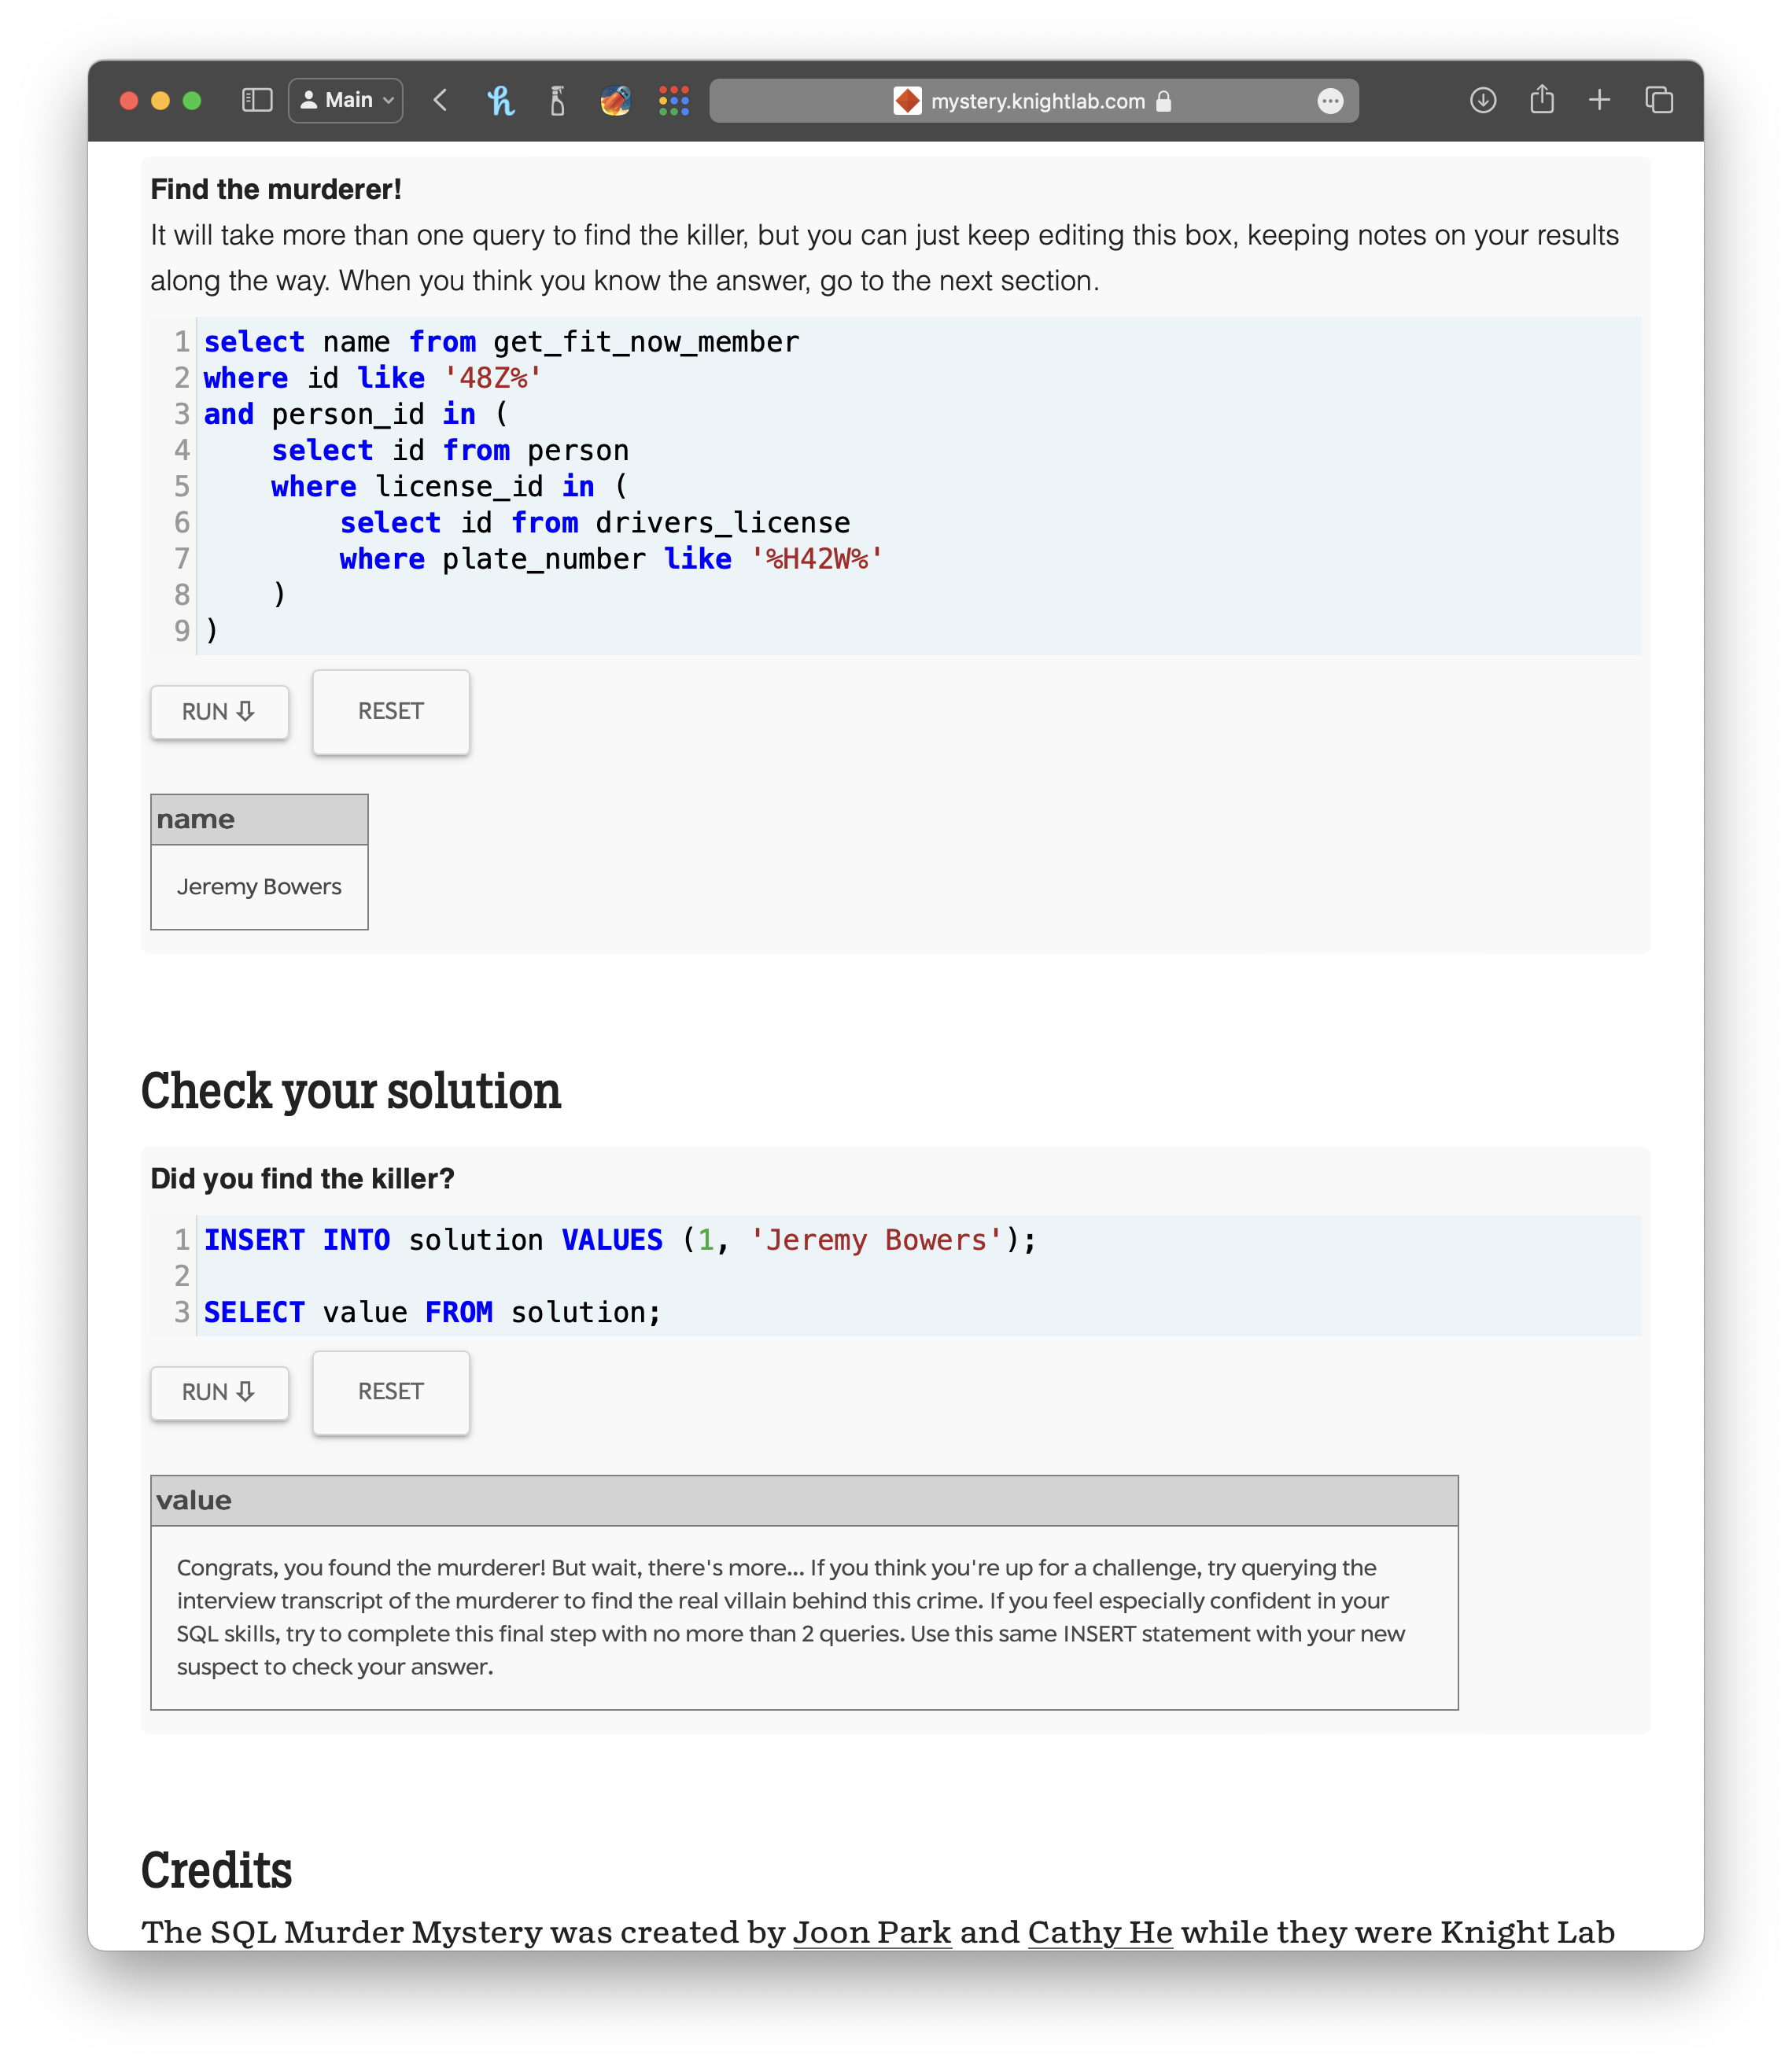 Main
mystery.knightlab.com
Find the murderer!
It will take more than one query to find the killer, but you can just keep editing this box, keeping notes on your results
along the way. When you think you know the answer, go to the next section.
1 select name from get_fit_now_member
2 where id like '48Z%'
3 and person_id in (
4     select id from person
5     where license_id in (
6         select id from drivers_license
7         where plate_number like '%H42W%'
8     )
9 )
RUN ⇩ RESET
name
Jeremy Bowers
Check your solution
Did you find the killer?
1 INSERT INTO solution VALUES (1, 'Jeremy Bowers');
2
3 SELECT value FROM solution;
RUN ⇩ RESET
value
Congrats, you found the murderer! But wait, there's more... If you think you're up for a challenge, try querying the
interview transcript of the murderer to find the real villain behind this crime. If you feel especially confident in your
SQL skills, try to complete this final step with no more than 2 queries. Use this same INSERT statement with your new
suspect to check your answer.
Credits
The SQL Murder Mystery was created by Joon Park and Cathy He while they were Knight Lab